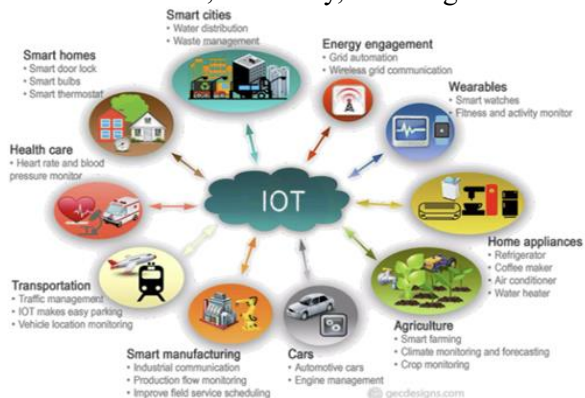 Smart cities
• Water distribution
• Waste management
Energy engagement
• Grid automation
• Wireless grid communication
Smart homes
• Smart door lock
• Smart bulbs
• Smart thermostat
Wearables
• Smart watches
• Fitness and activity monitor
Health care
• Heart rate and blood
pressure monitor
IOT
Home appliances
• Refrigerator
• Coffee maker
• Air conditioner
• Water heater
Transportation
• Traffic management
• IOT makes easy parking
• Vehicle location monitoring
Agriculture
• Smart farming
• Climate monitoring and forecasting
• Crop monitoring
Smart manufacturing
• Industrial communication
• Production flow monitoring
• Improve field service scheduling
Cars
• Automotive cars
• Engine management
gecdesigns.com